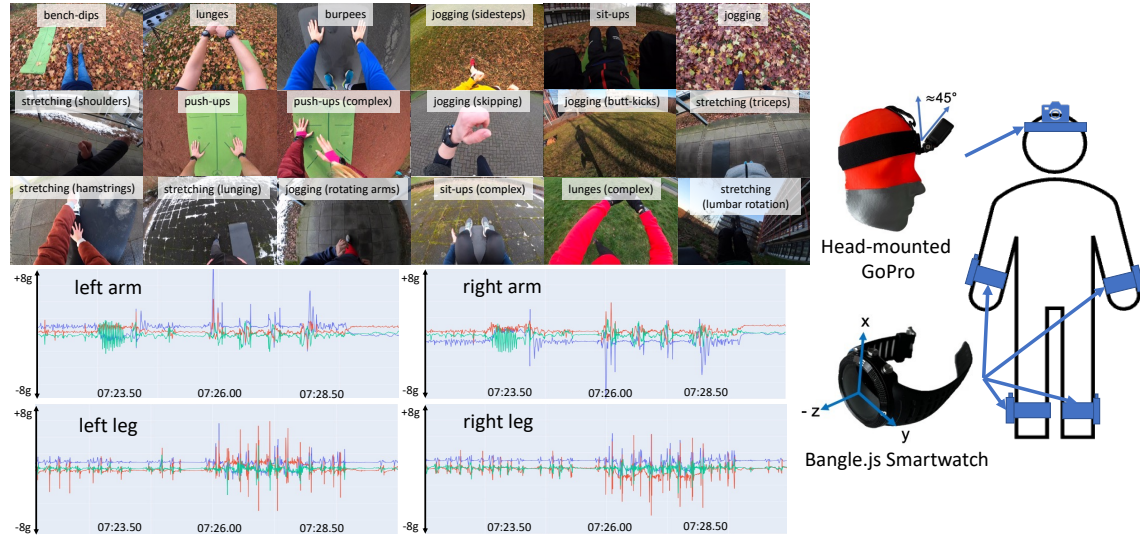 bench-dips
lunges
burpees
jogging (sidesteps)
sit-ups
jogging
stretching (shoulders)
push-ups
push-ups (complex)
jogging (skipping)
jogging (butt-kicks)
stretching (triceps)
stretching (hamstrings)
stretching (lunging)
jogging (rotating arms)
sit-ups (complex)
lunges (complex)
stretching
(lumbar rotation)
+8g
left arm
-8g
07:23.50
07:26.00
07:28.50
+8g
right arm
-8g
07:23.50
07:26.00
07:28.50
+8g
left leg
-8g
07:23.50
07:26.00
07:28.50
+8g
right leg
-8g
07:23.50
07:26.00
07:28.50
≈45°
Head-mounted
GoPro
x
- z
y
Bangle.js Smartwatch